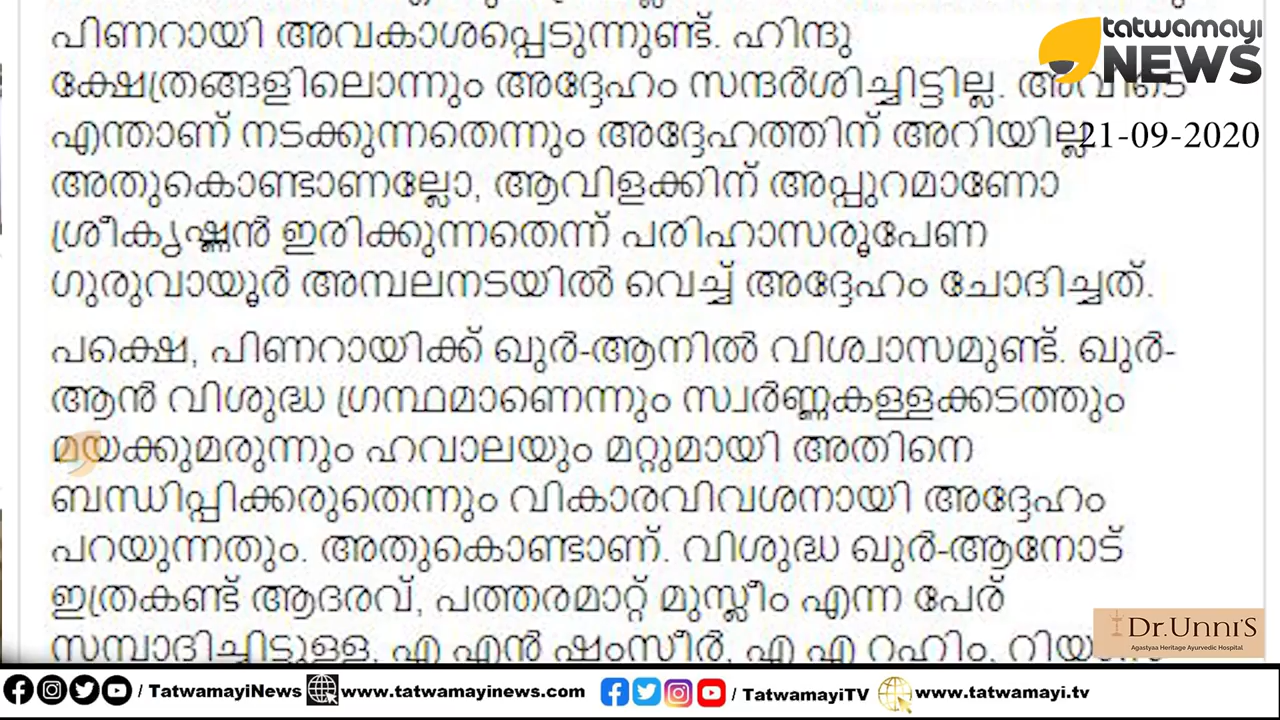 പിണറായി അവകാശപ്പെടുന്നുണ്ട്. ഹിന്ദു
ക്ഷേത്രങ്ങളിലൊന്നും അദ്ദേഹം സന്ദർശിച്ചിട്ടില്ല. അവിടെ
എന്താണ് നടക്കുന്നതെന്നും അദ്ദേഹത്തിന് അറിയില്ല
അതുകൊണ്ടാണല്ലോ, ആവിളക്കിന് അപ്പുറമാണോ
ശ്രീകൃഷ്ണൻ ഇരിക്കുന്നതെന്ന് പരിഹാസരൂപേണ
ഗുരുവായൂർ അമ്പലനടയിൽ വെച്ച് അദ്ദേഹം ചോദിച്ചത്.
പക്ഷെ, പിണറായിക്ക് ഖുർ-ആനിൽ വിശ്വാസമുണ്ട്. ഖുർ-
ആൻ വിശുദ്ധ ഗ്രന്ഥമാണെന്നും സ്വർണ്ണകള്ളക്കടത്തും
മയക്കുമരുന്നും ഹവാലയും മറ്റുമായി അതിനെ
ബന്ധിപ്പിക്കരുതെന്നും വികാരവിവശനായി അദ്ദേഹം
പറയുന്നതും. അതുകൊണ്ടാണ്. വിശുദ്ധ ഖുർ-ആനോട്
ഇത്രകണ്ട് ആദരവ്, പത്തരമാറ്റ് മുസ്ലീം എന്ന പേര്
സമ്പാദിച്ചിട്ടുള്ള. എ എൻ ഷംസീർ, എ എ റഹിം,
tatwamayi
NEWS
21-09-2020
Dr.Unni'S
Agastyaa Heritage Ayurvedic Hospital
/ TatwamayiNews www.tatwamayinews.com / TatwamayiTV www.tatwamayi.tv